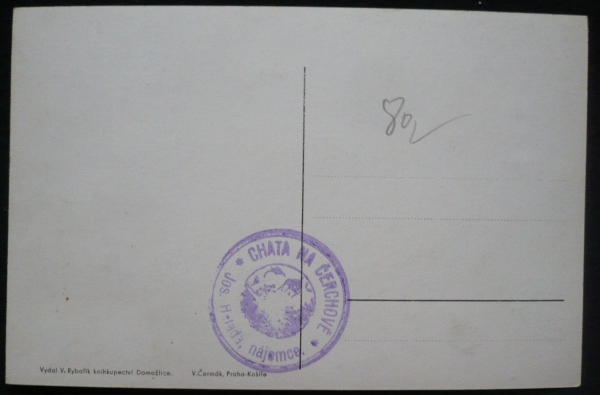 80,
CHATA NA ČERCHOVĚ
Jos. nájemce.
Vydal V. Rybařík knihkupectví Domažlice. V. Čermák, Praha-Košíře